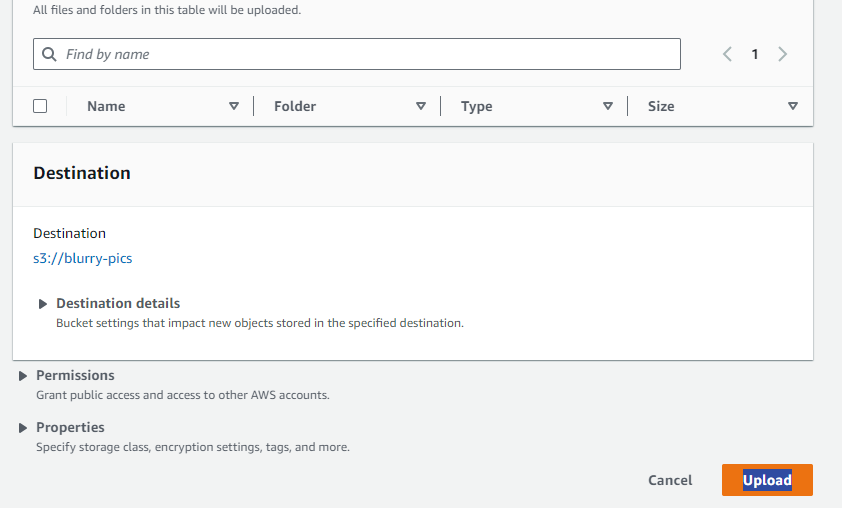 All files and folders in this table will be uploaded.
Find by name
1
Name Folder Type Size
Destination
Destination
s3://blurry-pics
Destination details
Bucket settings that impact new objects stored in the specified destination.
Permissions
Grant public access and access to other AWS accounts.
Properties
Specify storage class, encryption settings, tags, and more.
Cancel Upload